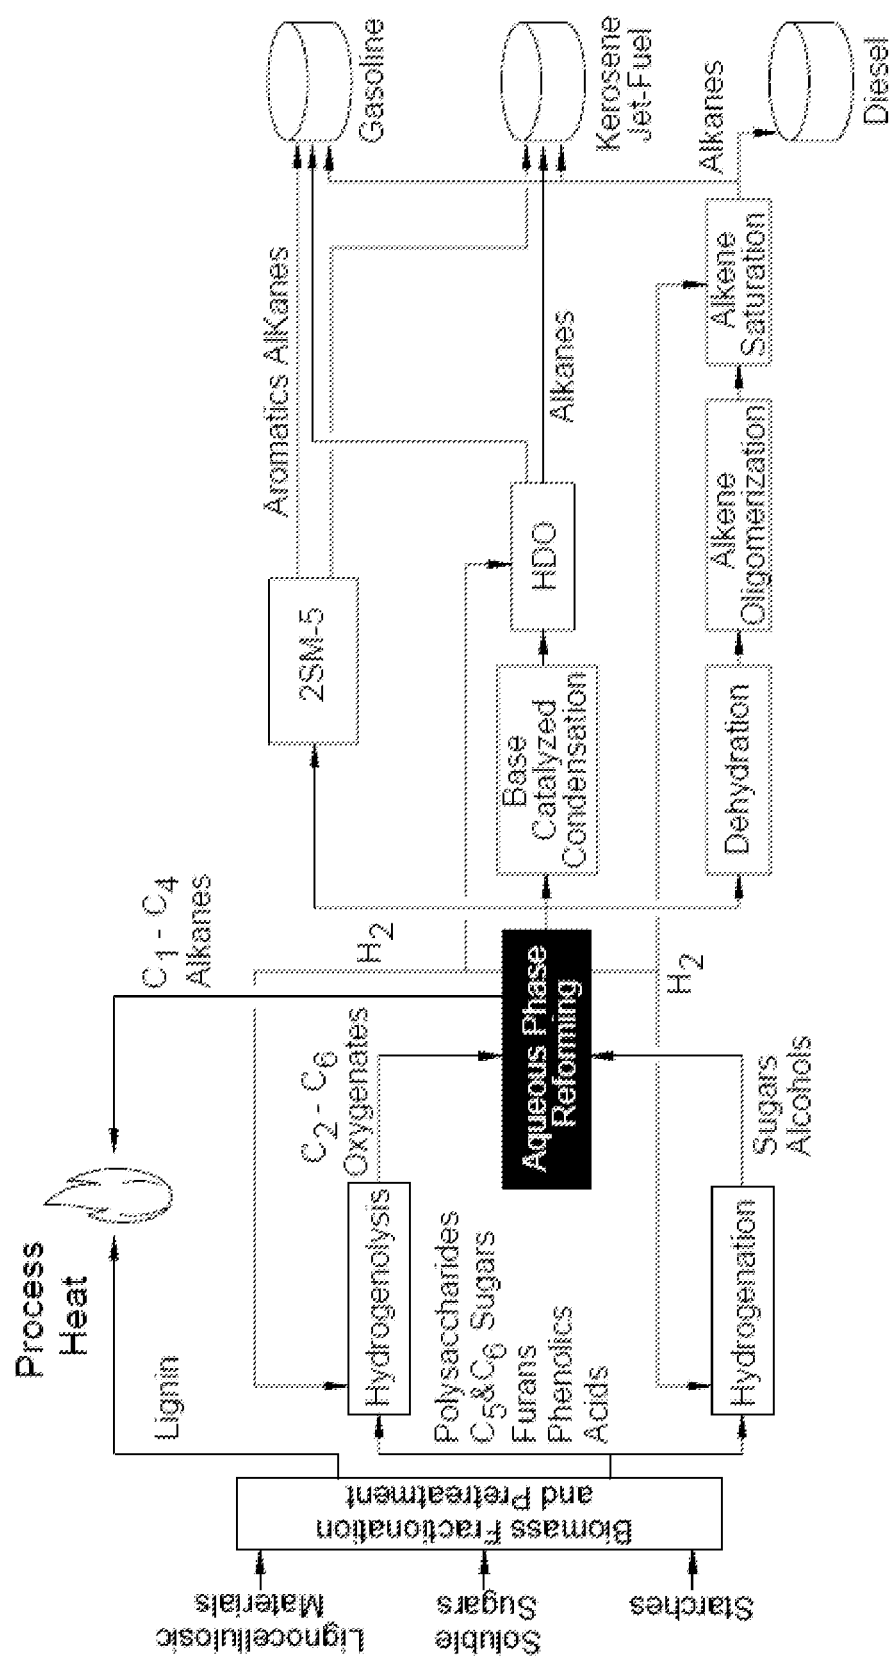 Process
Heat
Lignin
C1 - C4
Alkanes
Lignocellulosic
Materials
Soluble
Sugars
Starches
Biomass Fractionation
and Pretreatment
Hydrogenolysis
C2 - C6
Oxygenates
Polysaccharides
C5&C6 Sugars
Furans
Phenolics
Acids
Hydrogenation
Sugars
Alcohols
Aqueous Phase
Reforming
H2
H2
2SM-5
Aromatics AlKanes
Base
Catalyzed
Condensation
HDO
Alkanes
Dehydration
Alkene
Oligomerization
Alkene
Saturation
Alkanes
Gasoline
Kerosene
Jet-Fuel
Diesel